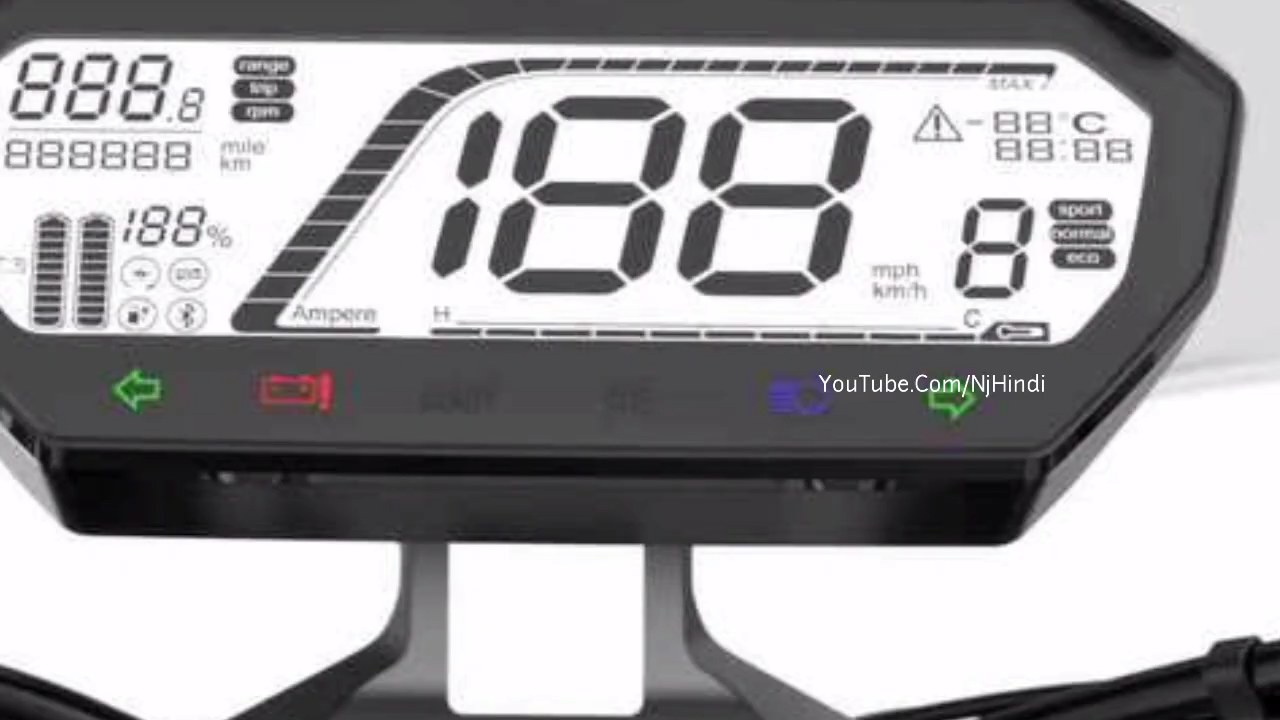 888.8
range
trip
rpm
888888
mile
km
188%
Ampere
188
mph
km/h
H
C
MAX
-88°C
88:88
8
sport
normal
eco
YouTube.Com/NjHindi